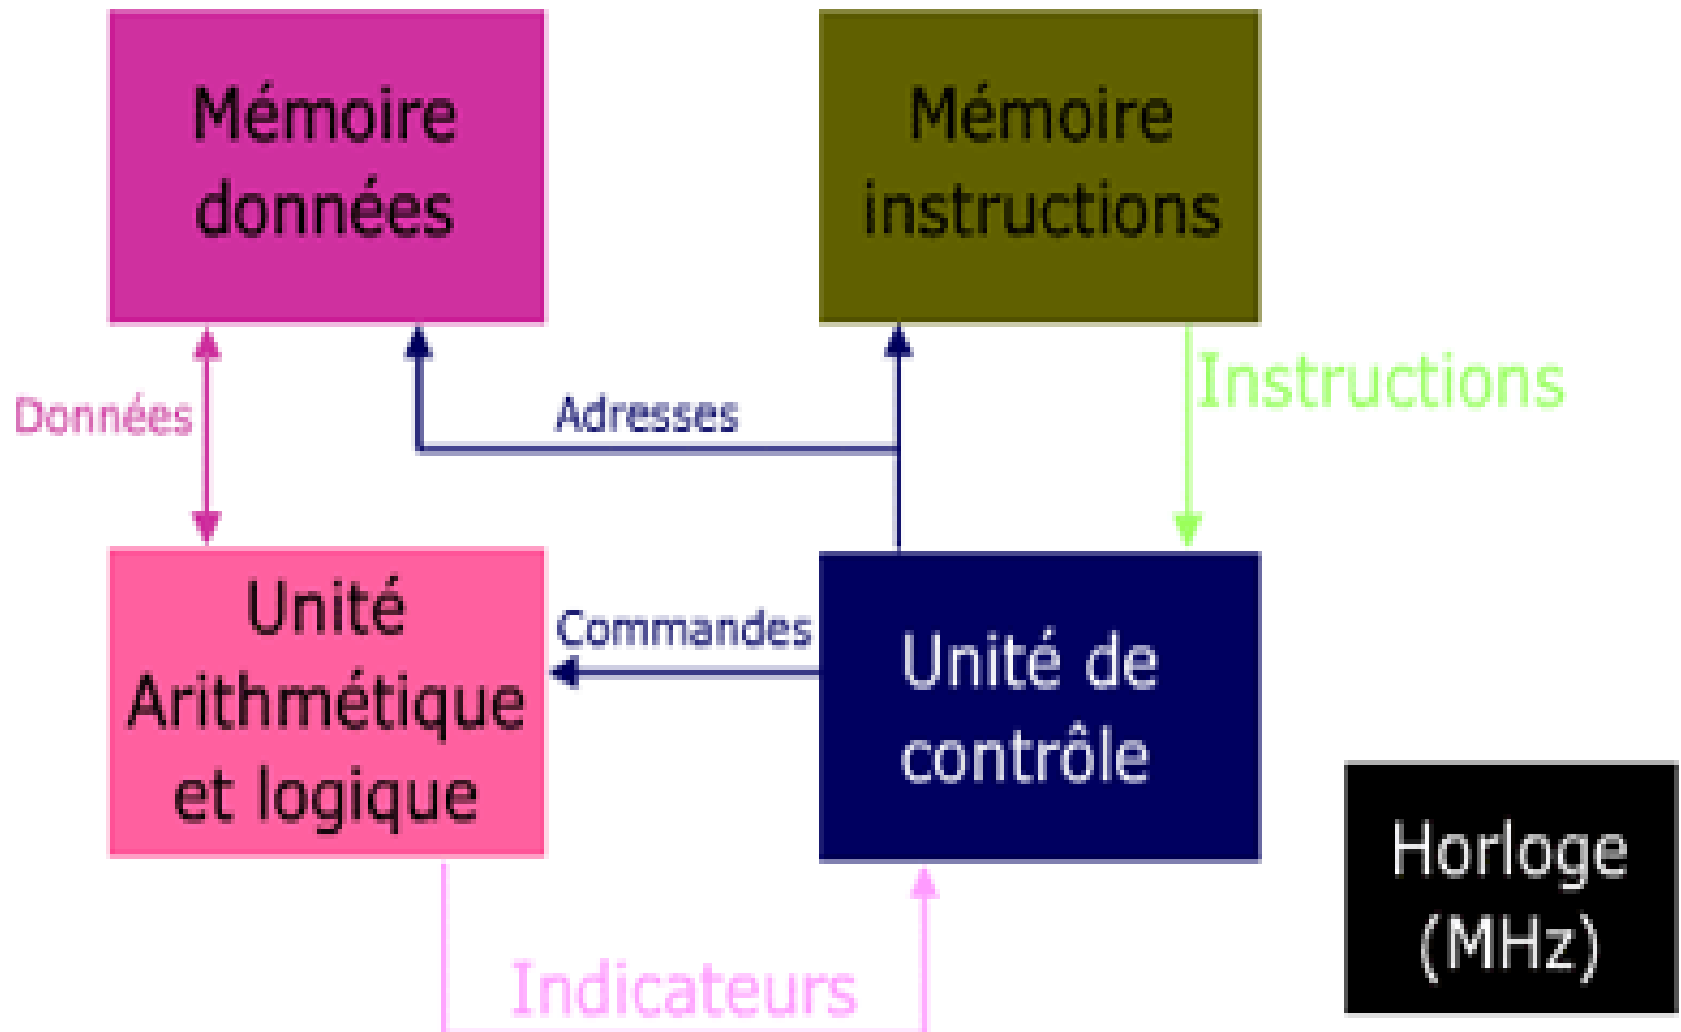 Mémoire
données
Mémoire
instructions
Données
Adresses
Instructions
Unité
Arithmétique
et logique
Commandes
Unité de
contrôle
Horloge
(MHz)
Indicateurs